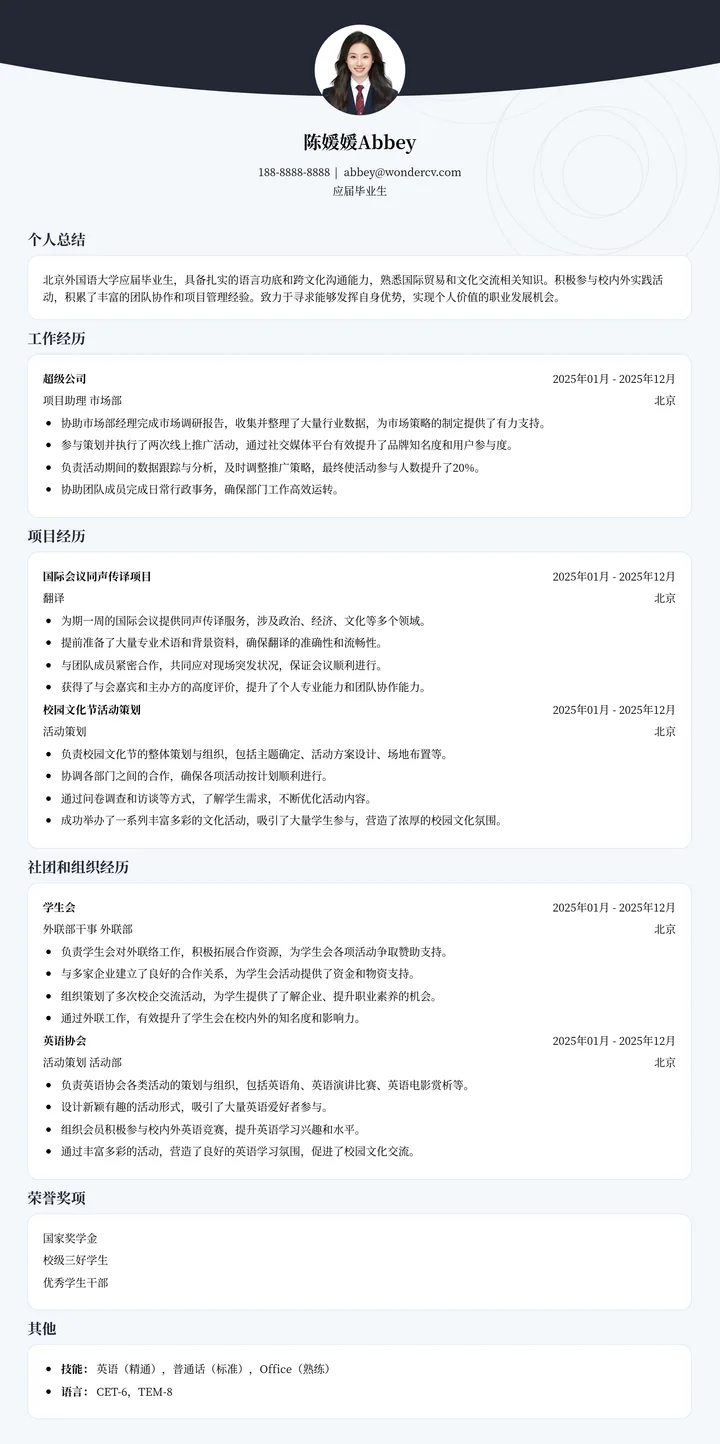 陈媛媛Abbey
188-8888-8888 | abbey@wondercv.com
应届毕业生
个人总结
北京外国语大学应届毕业生，具备扎实的语言功底和跨文化沟通能力，熟悉国际贸易和文化交流相关知识。积极参与校内外实践活
动，积累了丰富的团队协作和项目管理经验。致力于寻求能够发挥自身优势，实现个人价值的职业发展机会。
工作经历
超级公司 2025年01月 - 2025年12月
项目助理 市场部 北京
• 协助市场部经理完成市场调研报告，收集并整理了大量行业数据，为市场策略的制定提供了有力支持。
• 参与策划并执行了两次线上推广活动，通过社交媒体平台有效提升了品牌知名度和用户参与度。
• 负责活动期间的数据跟踪与分析，及时调整推广策略，最终使活动参与人数提升了20%。
• 协助团队成员完成日常行政事务，确保部门工作高效运转。
项目经历
国际会议同声传译项目 2025年01月 - 2025年12月
翻译 北京
• 为期一周的国际会议提供同声传译服务，涉及政治、经济、文化等多个领域。
• 提前准备了大量专业术语和背景资料，确保翻译的准确性和流畅性。
• 与团队成员紧密合作，共同应对现场突发状况，保证会议顺利进行。
• 获得了与会嘉宾和主办方的高度评价，提升了个人专业能力和团队协作能力。
校园文化节活动策划 2025年01月 - 2025年12月
活动策划 北京
• 负责校园文化节的整体策划与组织，包括主题确定、活动方案设计、场地布置等。
• 协调各部门之间的合作，确保各项活动按计划顺利进行。
• 通过问卷调查和访谈等方式，了解学生需求，不断优化活动内容。
• 成功举办了一系列丰富多彩的文化活动，吸引了大量学生参与，营造了浓厚的校园文化氛围。
社团和组织经历
学生会 2025年01月 - 2025年12月
外联部干事 外联部 北京
• 负责学生会对外联络工作，积极拓展合作资源，为学生会各项活动争取赞助支持。
• 与多家企业建立了良好的合作关系，为学生会活动提供了资金和物资支持。
• 组织策划了多次校企交流活动，为学生提供了了解企业、提升职业素养的机会。
• 通过外联工作，有效提升了学生会在校内外的知名度和影响力。
英语协会 2025年01月 - 2025年12月
活动策划 活动部 北京
• 负责英语协会各类活动的策划与组织，包括英语角、英语演讲比赛、英语电影赏析等。
• 设计新颖有趣的活动形式，吸引了大量英语爱好者参与。
• 组织会员积极参与校内外英语竞赛，提升英语学习兴趣和水平。
• 通过丰富多彩的活动，营造了良好的英语学习氛围，促进了校园文化交流。
荣誉奖项
国家奖学金
校级三好学生
优秀学生干部
其他
• 技能： 英语（精通），普通话（标准），Office（熟练）
• 语言： CET-6，TEM-8